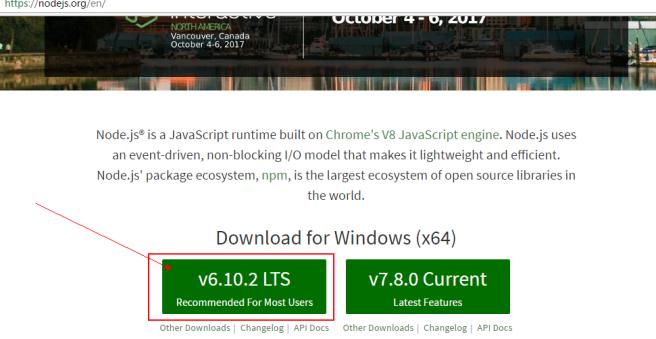 https://nodejs.org/en/
interactive
NORTH AMERICA
Vancouver, Canada
October 4-6, 2017
October 4 - 6, 2017
Node.js® is a JavaScript runtime built on Chrome's V8 JavaScript engine. Node.js uses
an event-driven, non-blocking I/O model that makes it lightweight and efficient.
Node.js' package ecosystem, npm, is the largest ecosystem of open source libraries in
the world.
Download for Windows (x64)
v6.10.2 LTS
Recommended For Most Users
v7.8.0 Current
Latest Features
Other Downloads | Changelog | API Docs
Other Downloads | Changelog | API Docs